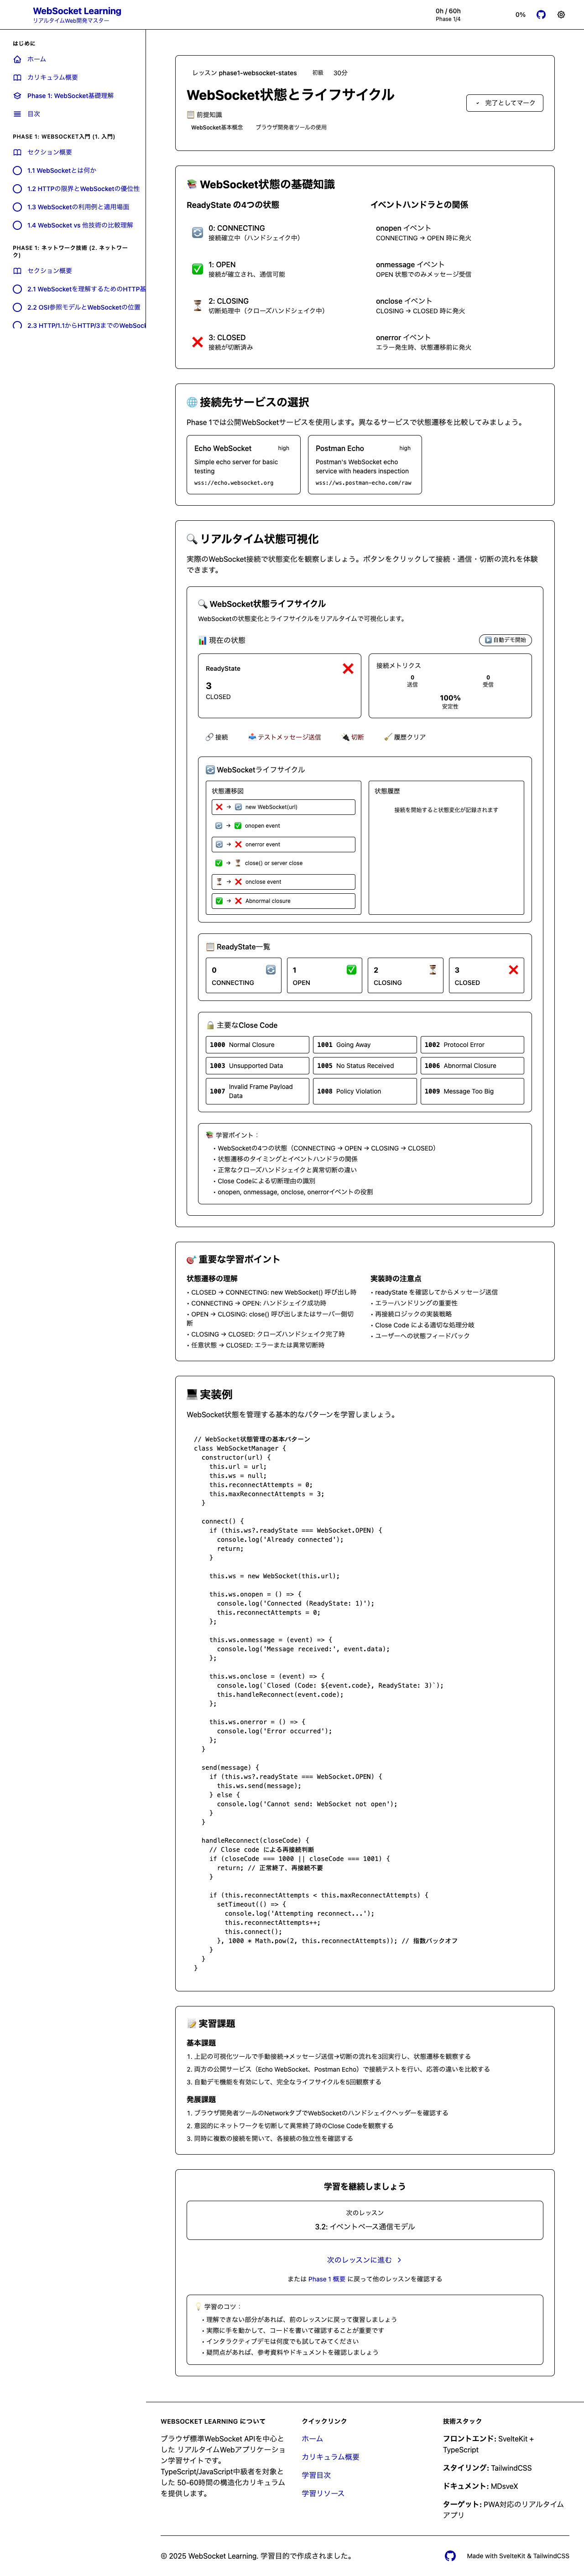 WebSocket Learning
リアルタイムWeb開発マスター
0h / 60h
Phase 1/4
0%
はじめに
ホーム
カリキュラム概要
Phase 1: WebSocket基礎理解
目次
PHASE 1: WEBSOCKET入門 (1. 入門)
セクション概要
1.1 WebSocketとは何か
1.2 HTTPの限界とWebSocketの優位性
1.3 WebSocketの利用例と適用場面
1.4 WebSocket vs 他技術の比較理解
PHASE 1: ネットワーク技術 (2. ネットワー
ク)
セクション概要
2.1 WebSocketを理解するためのHTTP基
2.2 OSI参照モデルとWebSocketの位置
2.3 HTTP/1.1からHTTP/3までのWebSoc
レッスン phase1-websocket-states 初級 30分
WebSocket状態とライフサイクル
✓ 完了としてマーク
📋 前提知識
WebSocket基本概念 ブラウザ開発者ツールの使用
📚 WebSocket状態の基礎知識
ReadyState の4つの状態
🔄 0: CONNECTING
接続確立中（ハンドシェイク中）
✅ 1: OPEN
接続が確立され、通信可能
⏳ 2: CLOSING
切断処理中（クローズハンドシェイク中）
❌ 3: CLOSED
接続が切断済み
イベントハンドラとの関係
onopen イベント
CONNECTING → OPEN 時に発火
onmessage イベント
OPEN 状態でのみメッセージ受信
onclose イベント
CLOSING → CLOSED 時に発火
onerror イベント
エラー発生時、状態遷移前に発火
🌐 接続先サービスの選択
Phase 1では公開WebSocketサービスを使用します。異なるサービスで状態遷移を比較してみましょう。
Echo WebSocket high
Simple echo server for basic
testing
wss://echo.websocket.org
Postman Echo high
Postman's WebSocket echo
service with headers inspection
wss://ws.postman-echo.com/raw
🔍 リアルタイム状態可視化
実際のWebSocket接続で状態変化を観察しましょう。ボタンをクリックして接続・通信・切断の流れを体験
できます。
🔍 WebSocket状態ライフサイクル
WebSocketの状態変化とライフサイクルをリアルタイムで可視化します。
📊 現在の状態
▶️ 自動デモ開始
ReadyState ❌
3
CLOSED
接続メトリクス
0 0
送信 受信
100%
安定性
🔗 接続 📤 テストメッセージ送信 🔌 切断 🧹 履歴クリア
🔄 WebSocketライフサイクル
状態遷移図
❌ → 🔄 new WebSocket(url)
🔄 → ✅ onopen event
🔄 → ❌ onerror event
✅ → ⏳ close() or server close
⏳ → ❌ onclose event
✅ → ❌ Abnormal closure
状態履歴
接続を開始すると状態変化が記録されます
📋 ReadyState一覧
0 🔄
CONNECTING
1 ✅
OPEN
2 ⏳
CLOSING
3 ❌
CLOSED
🔒 主要なClose Code
1000 Normal Closure
1001 Going Away
1002 Protocol Error
1003 Unsupported Data
1005 No Status Received
1006 Abnormal Closure
1007 Invalid Frame Payload
Data
1008 Policy Violation
1009 Message Too Big
📚 学習ポイント：
• WebSocketの4つの状態（CONNECTING → OPEN → CLOSING → CLOSED）
• 状態遷移のタイミングとイベントハンドラの関係
• 正常なクローズハンドシェイクと異常切断の違い
• Close Codeによる切断理由の識別
• onopen, onmessage, onclose, onerrorイベントの役割
🎯 重要な学習ポイント
状態遷移の理解
• CLOSED → CONNECTING: new WebSocket() 呼び出し時
• CONNECTING → OPEN: ハンドシェイク成功時
• OPEN → CLOSING: close() 呼び出しまたはサーバー側切
断
• CLOSING → CLOSED: クローズハンドシェイク完了時
• 任意状態 → CLOSED: エラーまたは異常切断時
実装時の注意点
• readyState を確認してからメッセージ送信
• エラーハンドリングの重要性
• 再接続ロジックの実装戦略
• Close Code による適切な処理分岐
• ユーザーへの状態フィードバック
💻 実装例
WebSocket状態を管理する基本的なパターンを学習しましょう。
// WebSocket状態管理の基本パターン
class WebSocketManager {
constructor(url) {
this.url = url;
this.ws = null;
this.reconnectAttempts = 0;
this.maxReconnectAttempts = 3;
}
connect() {
if (this.ws?.readyState === WebSocket.OPEN) {
console.log('Already connected');
return;
}
this.ws = new WebSocket(this.url);
this.ws.onopen = () => {
console.log('Connected (ReadyState: 1)');
this.reconnectAttempts = 0;
};
this.ws.onmessage = (event) => {
console.log('Message received:', event.data);
};
this.ws.onclose = (event) => {
console.log(`Closed (Code: ${event.code}, ReadyState: 3)`);
this.handleReconnect(event.code);
};
this.ws.onerror = () => {
console.log('Error occurred');
};
}
send(message) {
if (this.ws?.readyState === WebSocket.OPEN) {
this.ws.send(message);
} else {
console.log('Cannot send: WebSocket not open');
}
}
handleReconnect(closeCode) {
// Close code による再接続判断
if (closeCode === 1000 || closeCode === 1001) {
return; // 正常終了、再接続不要
}
if (this.reconnectAttempts < this.maxReconnectAttempts) {
setTimeout(() => {
console.log('Attempting reconnect...');
this.reconnectAttempts++;
this.connect();
}, 1000 * Math.pow(2, this.reconnectAttempts)); // 指数バックオフ
}
}
}
📝 実習課題
基本課題
1. 上記の可視化ツールで手動接続→メッセージ送信→切断の流れを3回実行し、状態遷移を観察する
2. 両方の公開サービス（Echo WebSocket、Postman Echo）で接続テストを行い、応答の違いを比較する
3. 自動デモ機能を有効にして、完全なライフサイクルを5回観察する
発展課題
1. ブラウザ開発者ツールのNetworkタブでWebSocketのハンドシェイクヘッダーを確認する
2. 意図的にネットワークを切断して異常終了時のClose Codeを観察する
3. 同時に複数の接続を開いて、各接続の独立性を確認する
学習を継続しましょう
次のレッスン
3.2: イベントベース通信モデル
次のレッスンに進む
または Phase 1 概要 に戻って他のレッスンを確認する
💡 学習のコツ：
• 理解できない部分があれば、前のレッスンに戻って復習しましょう
• 実際に手を動かして、コードを書いて確認することが重要です
• インタラクティブデモは何度でも試してみてください
• 疑問点があれば、参考資料やドキュメントを確認しましょう
WEBSOCKET LEARNING について
ブラウザ標準WebSocket APIを中心と
した リアルタイムWebアプリケーショ
ン学習サイトです。
TypeScript/JavaScript中級者を対象と
した 50-60時間の構造化カリキュラム
を提供します。
クイックリンク
ホーム
カリキュラム概要
学習目次
学習リソース
技術スタック
フロントエンド: SvelteKit +
TypeScript
スタイリング: TailwindCSS
ドキュメント: MDsveX
ターゲット: PWA対応のリアルタイム
アプリ
© 2025 WebSocket Learning. 学習目的で作成されました。
Made with SvelteKit & TailwindCSS